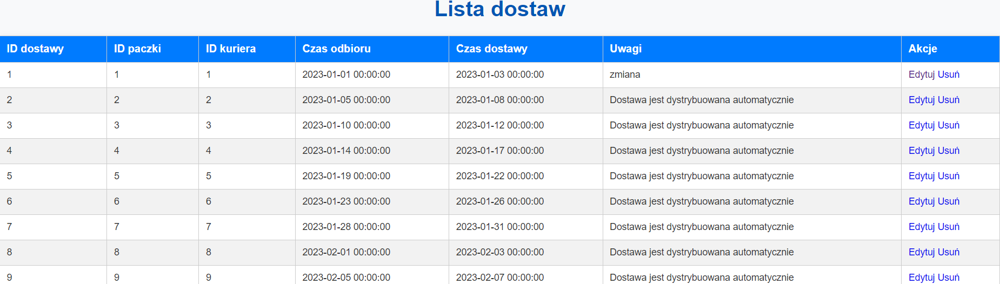 Lista dostaw
ID dostawy ID paczki ID kuriera Czas odbioru Czas dostawy Uwagi Akcje
1 1 1 2023-01-01 00:00:00 2023-01-03 00:00:00 zmiana Edytuj Usuń
2 2 2 2023-01-05 00:00:00 2023-01-08 00:00:00 Dostawa jest dystrybuowana automatycznie Edytuj Usuń
3 3 3 2023-01-10 00:00:00 2023-01-12 00:00:00 Dostawa jest dystrybuowana automatycznie Edytuj Usuń
4 4 4 2023-01-14 00:00:00 2023-01-17 00:00:00 Dostawa jest dystrybuowana automatycznie Edytuj Usuń
5 5 5 2023-01-19 00:00:00 2023-01-22 00:00:00 Dostawa jest dystrybuowana automatycznie Edytuj Usuń
6 6 6 2023-01-23 00:00:00 2023-01-26 00:00:00 Dostawa jest dystrybuowana automatycznie Edytuj Usuń
7 7 7 2023-01-28 00:00:00 2023-01-31 00:00:00 Dostawa jest dystrybuowana automatycznie Edytuj Usuń
8 8 8 2023-02-01 00:00:00 2023-02-03 00:00:00 Dostawa jest dystrybuowana automatycznie Edytuj Usuń
9 9 9 2023-02-05 00:00:00 2023-02-07 00:00:00 Dostawa jest dystrybuowana automatycznie Edytuj Usuń